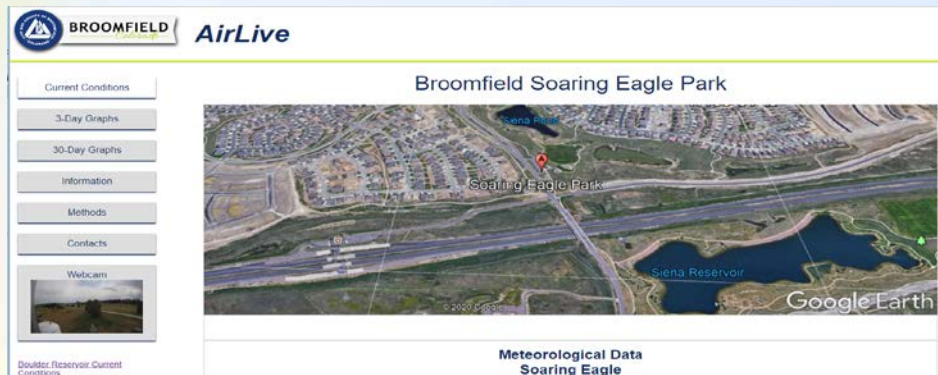 BROOMFIELD
Colorado
AirLive
Current Conditions
3-Day Graphs
30-Day Graphs
Information
Methods
Contacts
Webcam
Boulder Reservoir Current
Conditions
Broomfield Soaring Eagle Park
Siena Pond
Soaring Eagle Park
Siena Reservoir
© 2020 Google
Google Earth
Meteorological Data
Soaring Eagle